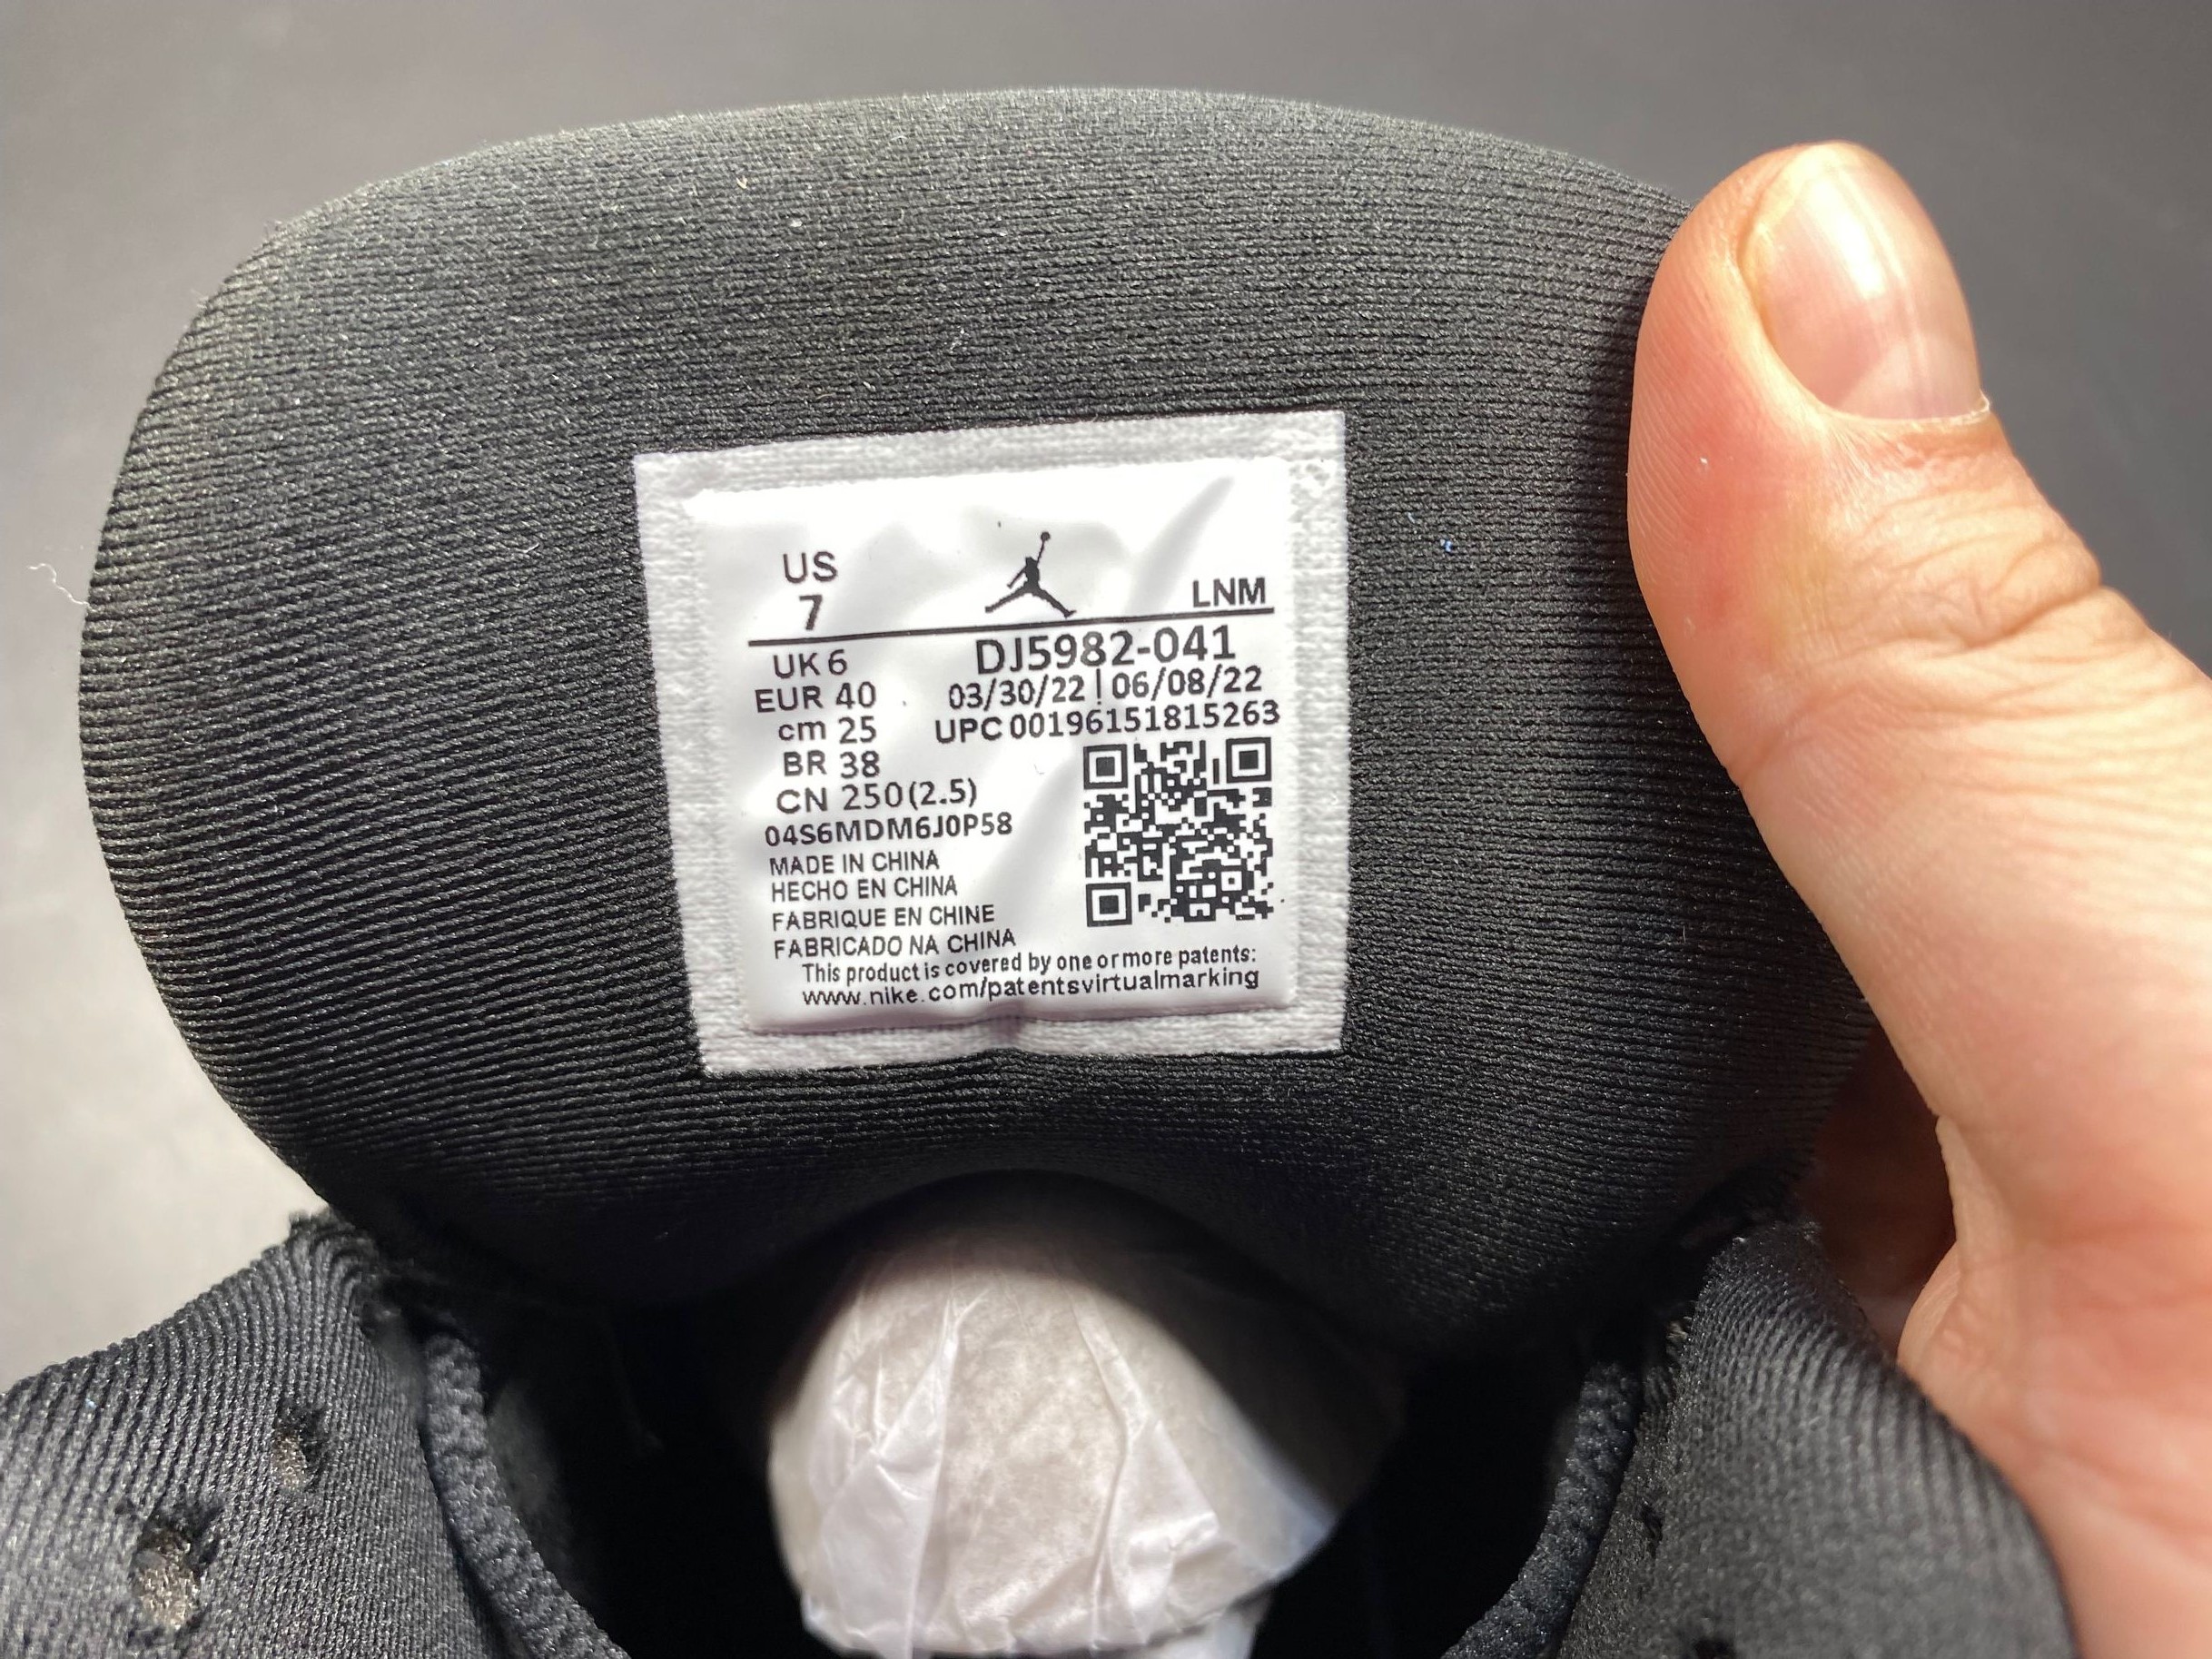 US
7
LNM
UK 6
EUR 40
cm 25
BR 38
CN 250(2.5)
DJ5982-041
03/30/22 | 06/08/22
UPC 00196151815263
04S6MDM6J0P58
MADE IN CHINA
HECHO EN CHINA
FABRIQUE EN CHINE
FABRICADO NA CHINA
This product is covered by one or more patents:
www.nike.com/patentsvirtualmarking